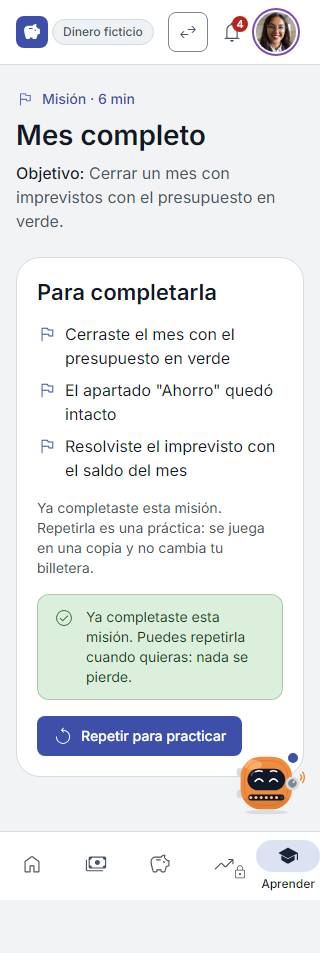 Dinero ficticio
4
Misión · 6 min
Mes completo
Objetivo: Cerrar un mes con
imprevistos con el presupuesto en
verde.
Para completarla
Cerraste el mes con el
presupuesto en verde
El apartado "Ahorro" quedó
intacto
Resolviste el imprevisto con
el saldo del mes
Ya completaste esta misión.
Repetirla es una práctica: se juega
en una copia y no cambia tu
billetera.
Ya completaste esta
misión. Puedes repetirla
cuando quieras: nada se
pierde.
Repetir para practicar
Aprender